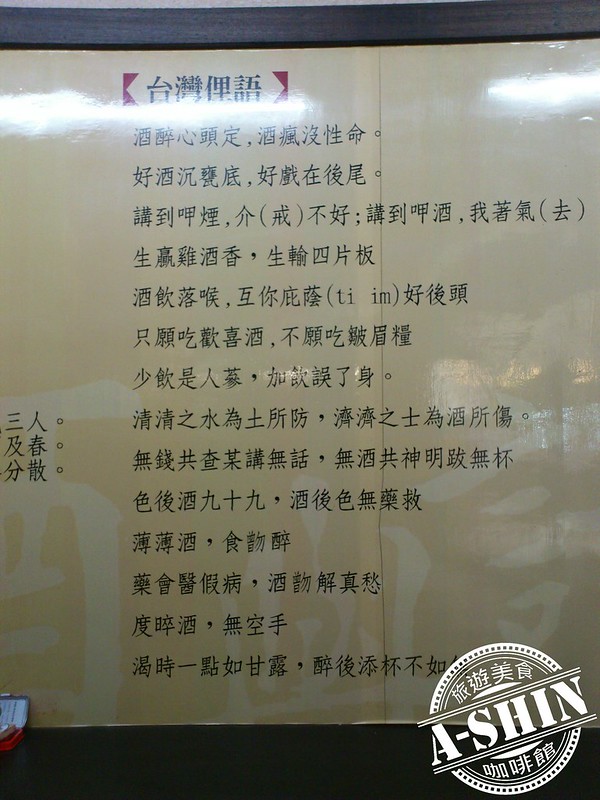 【台灣俚語】
酒醉心頭定,酒瘋沒性命。
好酒沉甕底,好戲在後尾。
講到呷煙,介(戒)不好;講到呷酒,我著氣(去)
生贏雞酒香，生輸四片板
酒飲落喉,互你庇蔭(ti im)好後頭
只願吃歡喜酒,不願吃皺眉糧
少飲是人蔘，加飲誤了身。
清清之水為土所防，濟濟之士為酒所傷。
無錢共查某講無話，無酒共神明跋無杯
色後酒九十九，酒後色無藥救
薄薄酒，食勿會醉
藥會醫假病，酒勿會解真愁
度晬酒，無空手
渴時一點如甘露，醉後添杯不如
三人。
及春。
分散。
旅遊美食
A-SHIN
咖啡館